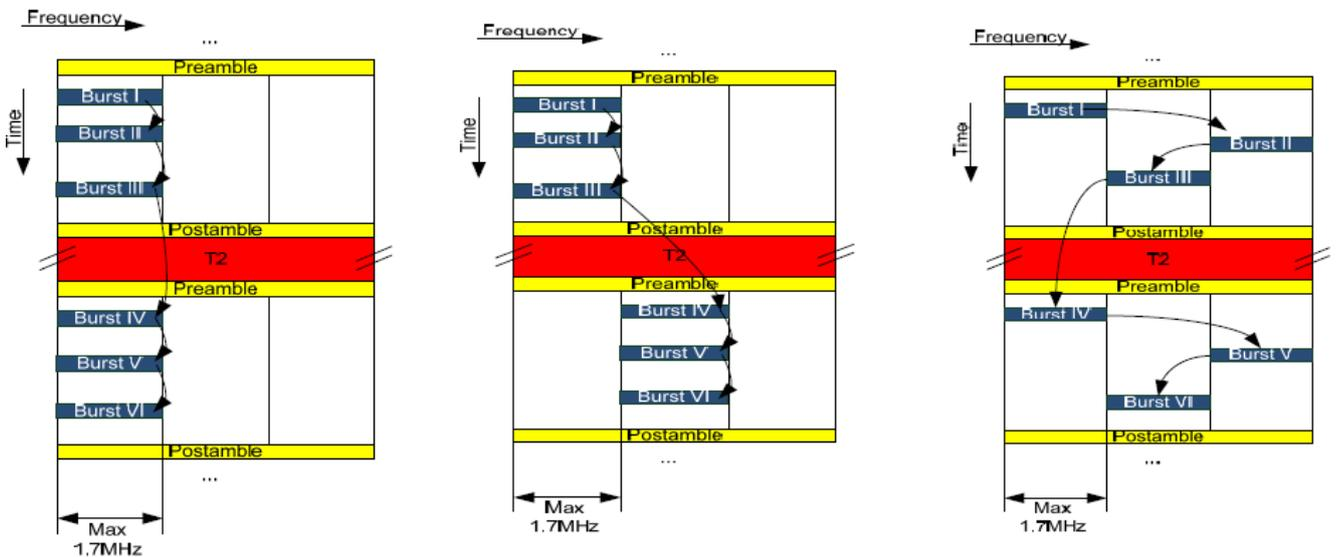 Frequency
...
Preamble
Burst I
Time
Burst II
Burst III
Postamble
T2
Preamble
Burst IV
Burst V
Burst VI
Postamble
...
Max
1.7MHz
Frequency
...
Preamble
Burst I
Time
Burst II
Burst III
Postamble
T2
Preamble
Burst IV
Burst V
Burst VI
Postamble
...
Max
1.7MHz
Frequency
...
Preamble
Burst I
Time
Burst II
Burst III
Postamble
T2
Preamble
Burst IV
Burst V
Burst VII
Postamble
...
Max
1.7MHz